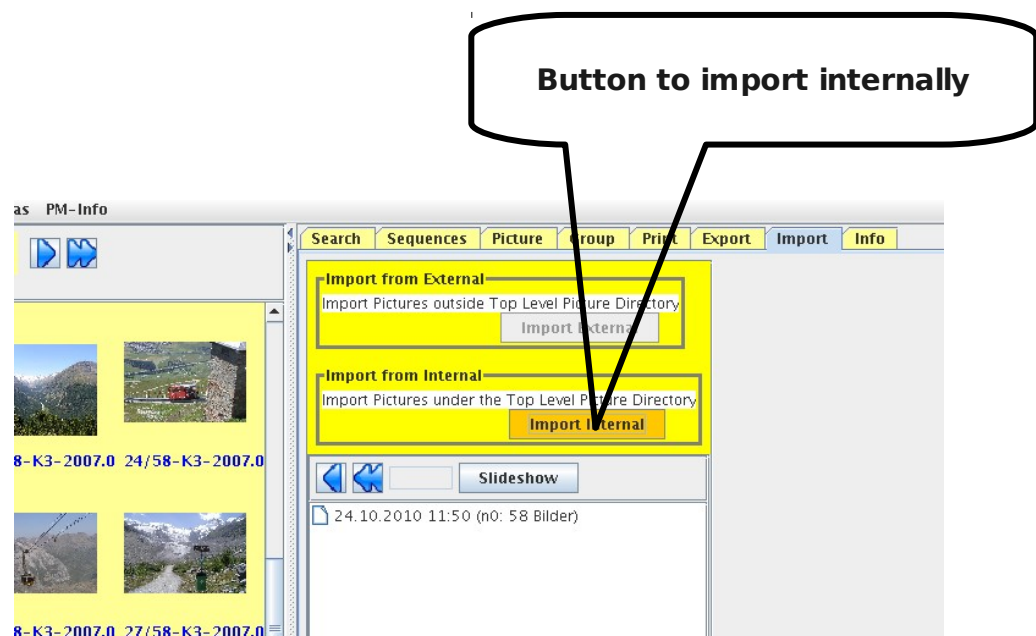 Button to import internally
as PM-Info
Search Sequences Picture Group Print Export Import Info
Import from External
Import Pictures outside Top Level Picture Directory
Import External
Import from Internal
Import Pictures under the Top Level Picture Directory
Import Internal
8-K3-2007.0 24/58-K3-2007.0
Slideshow
24.10.2010 11:50 (n0: 58 Bilder)
8-K3-2007.0 27/58-K3-2007.0